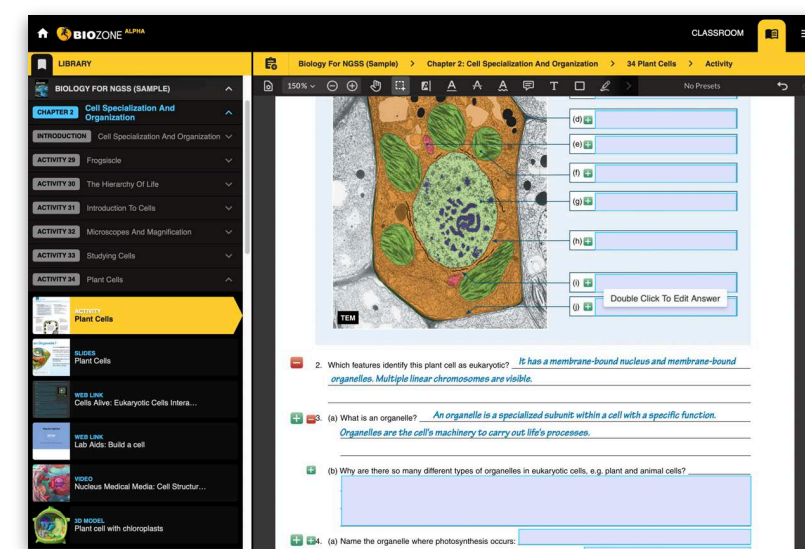 BIOZONE ALPHA
CLASSROOM
LIBRARY
Biology For NGSS (Sample) > Chapter 2: Cell Specialization And Organization > 34 Plant Cells > Activity
BIOLOGY FOR NGSS (SAMPLE)
150%
No Presets
CHAPTER 2 Cell Specialization And
Organization
INTRODUCTION Cell Specialization And Organization
ACTIVITY 29 Frogsicle
ACTIVITY 30 The Hierarchy Of Life
ACTIVITY 31 Introduction To Cells
ACTIVITY 32 Microscopes And Magnification
ACTIVITY 33 Studying Cells
ACTIVITY 34 Plant Cells
ACTIVITY
Plant Cells
SLIDES
Plant Cells
WEB LINK
Cells Alive: Eukaryotic Cells Intera...
WEB LINK
Lab Aids: Build a cell
VIDEO
Nucleus Medical Media: Cell Structur...
3D MODEL
Plant cell with chloroplasts
(d)
(e)
(f)
(g)
(h)
(i)
Double Click To Edit Answer
(j)
TEM
2. Which features identify this plant cell as eukaryotic? It has a membrane-bound nucleus and membrane-bound
organelles. Multiple linear chromosomes are visible.
3. (a) What is an organelle? An organelle is a specialized subunit within a cell with a specific function.
Organelles are the cell's machinery to carry out life's processes.
(b) Why are there so many different types of organelles in eukaryotic cells, e.g. plant and animal cells?
4. (a) Name the organelle where photosynthesis occurs: